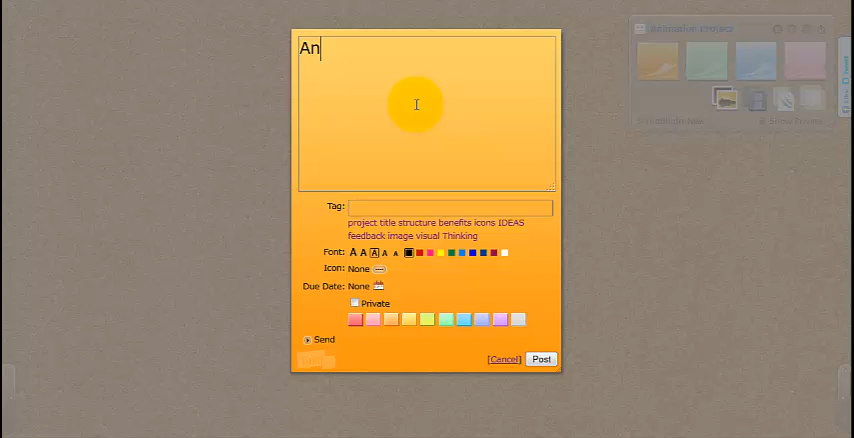 An
Tag:
project title structure benefits icons IDEAS
feedback image visual Thinking
Font: A A A A A
Icon: None
Due Date: None
Private
Send
[Cancel] Post